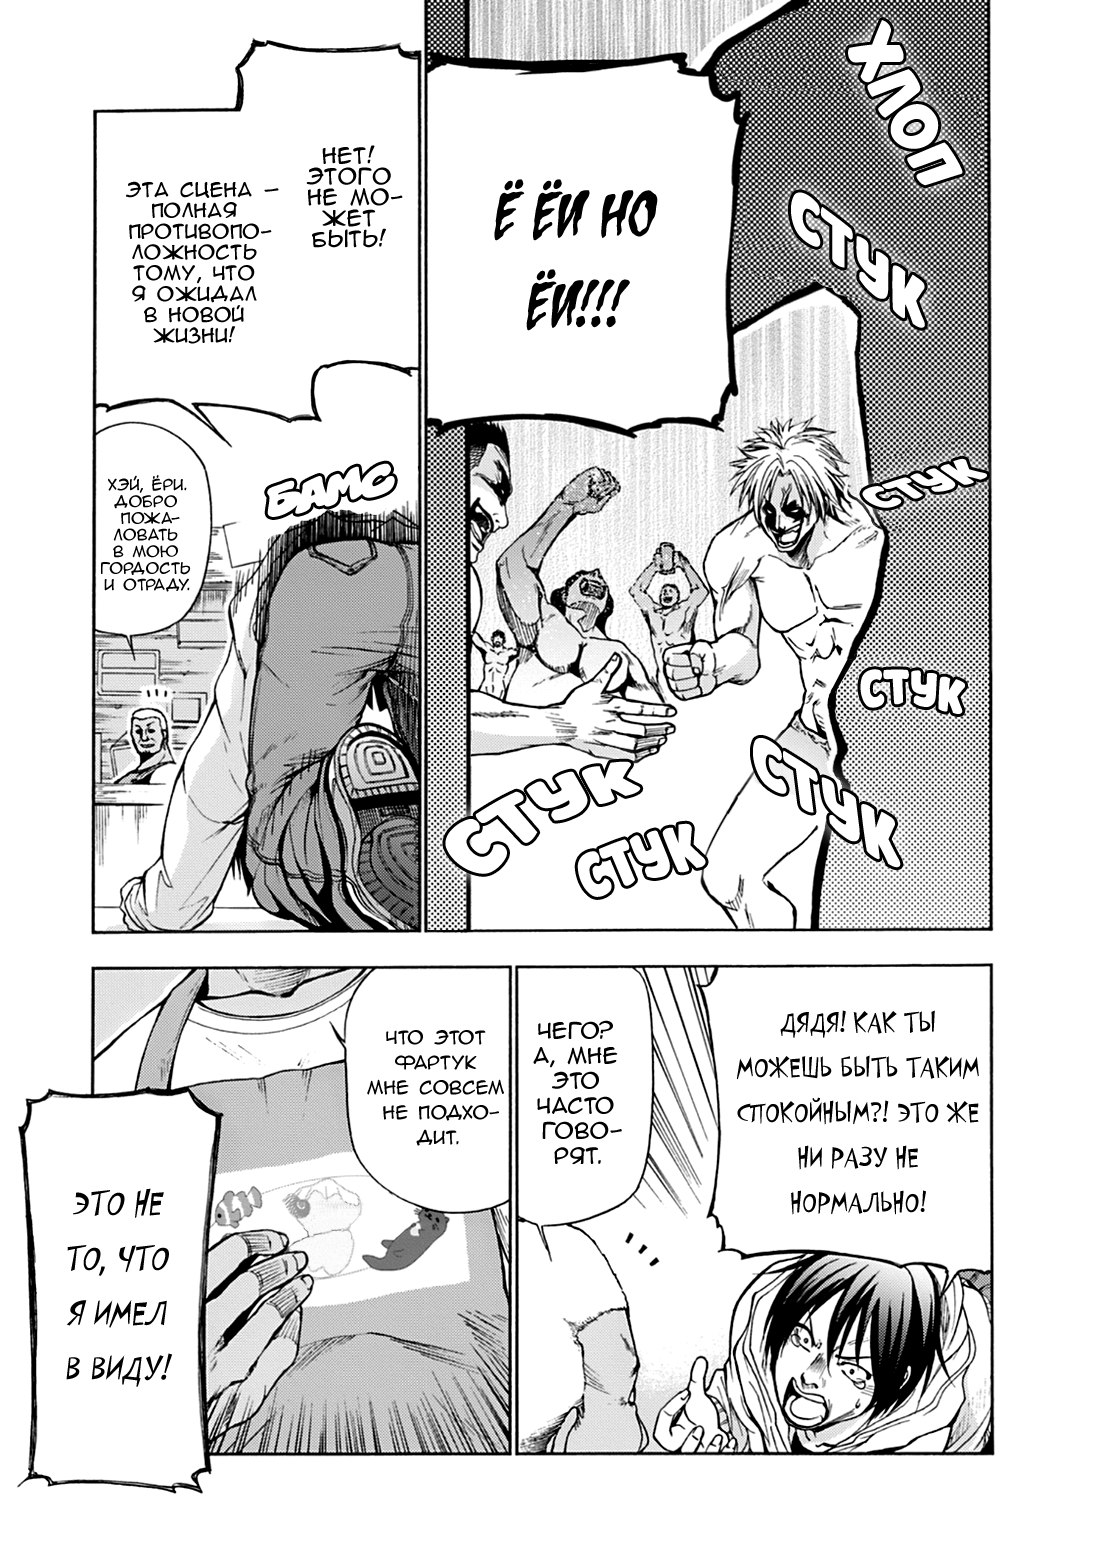 ХЛОП
СТУК
Ё ЁИ НО
ЁИ!!!
СТУК
СТУК
СТУК
СТУК
СТУК
НЕТ!
ЭТОГО
НЕ МО-
ЖЕТ
БЫТЬ!
ЭТА СЦЕНА –
ПОЛНАЯ
ПРОТИВОПО-
ЛОЖНОСТЬ
ТОМУ, ЧТО
Я ОЖИДАЛ
В НОВОЙ
ЖИЗНИ!
БАМС
ХЭЙ, ЁРИ.
ДОБРО
ПОЖА-
ЛОВАТЬ
В МОЮ
ГОРДОСТЬ
И ОТРАДУ.
ДЯДЯ! КАК ТЫ
МОЖЕШЬ БЫТЬ ТАКИМ
СПОКОЙНЫМ?! ЭТО ЖЕ
НИ РАЗУ НЕ
НОРМАЛЬНО!
ЧЕГО?
А, МНЕ
ЭТО
ЧАСТО
ГОВО-
РЯТ.
ЧТО ЭТОТ
ФАРТУК
МНЕ СОВСЕМ
НЕ ПОДХО-
ДИТ.
ЭТО НЕ
ТО, ЧТО
Я ИМЕЛ
В ВИДУ!